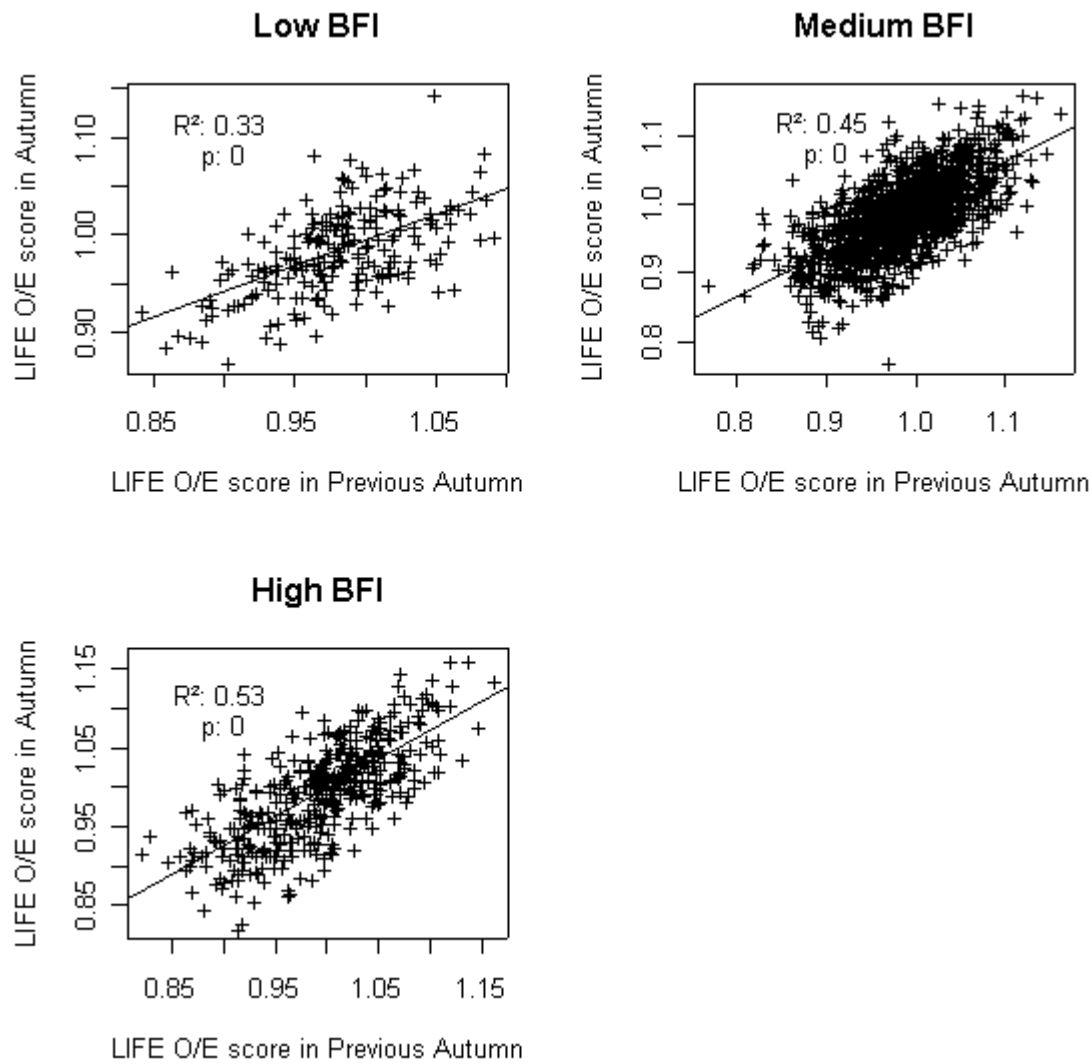 Low BFI
LIFE O/E score in Autumn
1.10
1.00
0.90
R²: 0.33
p: 0
0.85
0.95
1.05
LIFE O/E score in Previous Autumn
Medium BFI
LIFE O/E score in Autumn
1.1
1.0
0.9
0.8
R²: 0.45
p: 0
0.8
0.9
1.0
1.1
LIFE O/E score in Previous Autumn
High BFI
LIFE O/E score in Autumn
1.15
1.05
0.95
0.85
R²: 0.53
p: 0
0.85
0.95
1.05
1.15
LIFE O/E score in Previous Autumn